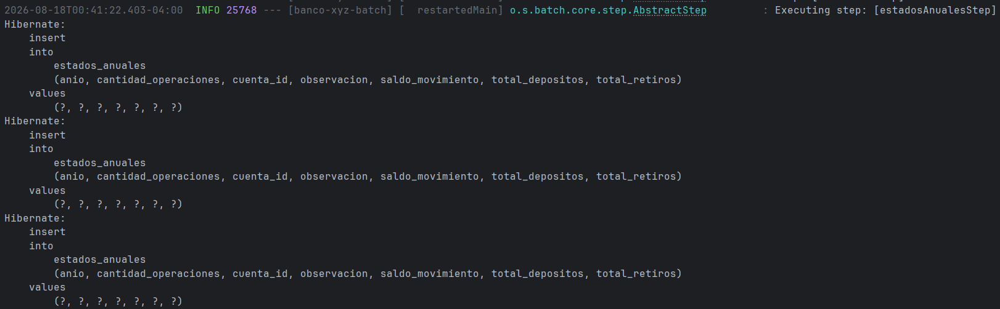 2026-08-18T00:41:22.403-04:00  INFO 25768 --- [banco-xyz-batch] [  restartedMain] o.s.batch.core.step.AbstractStep         : Executing step: [estadosAnualesStep]
Hibernate:
    insert
    into
        estados_anuales
        (anio, cantidad_operaciones, cuenta_id, observacion, saldo_movimiento, total_depositos, total_retiros)
    values
        (?, ?, ?, ?, ?, ?, ?)
Hibernate:
    insert
    into
        estados_anuales
        (anio, cantidad_operaciones, cuenta_id, observacion, saldo_movimiento, total_depositos, total_retiros)
    values
        (?, ?, ?, ?, ?, ?, ?)
Hibernate:
    insert
    into
        estados_anuales
        (anio, cantidad_operaciones, cuenta_id, observacion, saldo_movimiento, total_depositos, total_retiros)
    values
        (?, ?, ?, ?, ?, ?, ?)